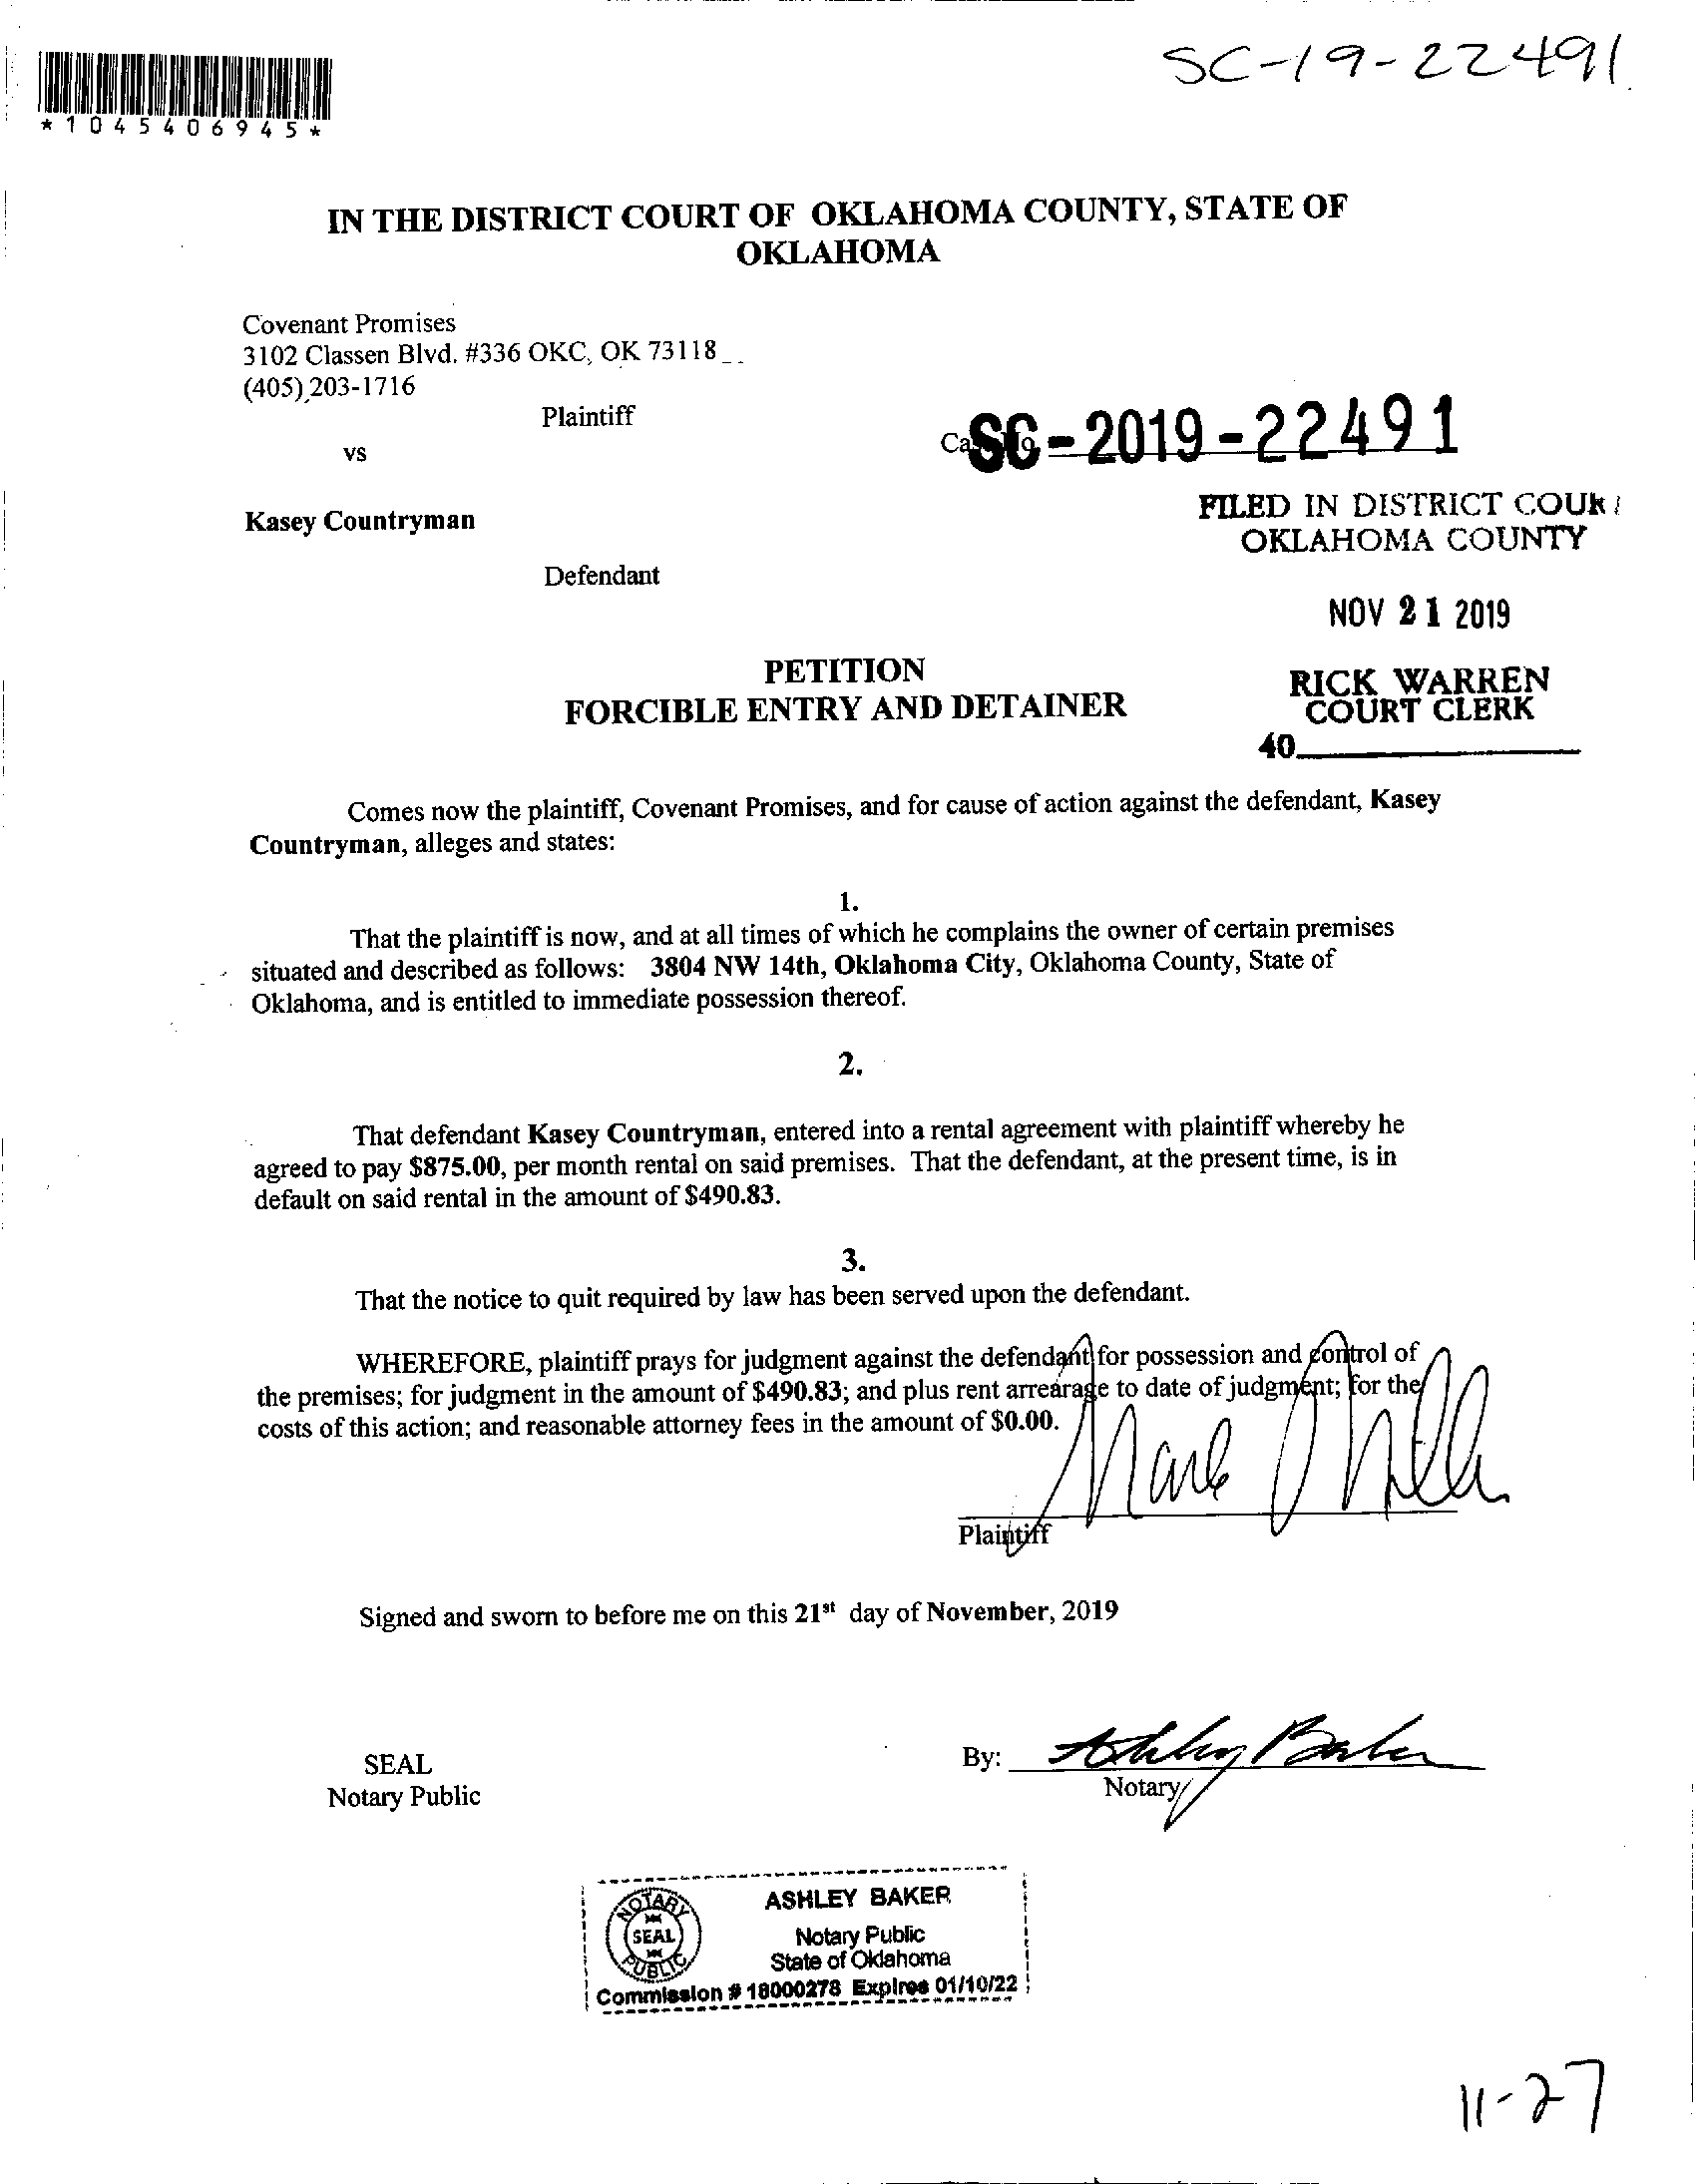 SC-19-22491
*1045406945*
IN THE DISTRICT COURT OF OKLAHOMA COUNTY, STATE OF
OKLAHOMA
Covenant Promises
3102 Classen Blvd. #336 OKC, OK 73118
(405) 203-1716
Plaintiff
vs
SC-2019-22491
Kasey Countryman
FILED IN DISTRICT COUR
OKLAHOMA COUNTY
Defendant
NOV 21 2019
PETITION
FORCIBLE ENTRY AND DETAINER
RICK WARREN
COURT CLERK
40
Comes now the plaintiff, Covenant Promises, and for cause of action against the defendant, Kasey
Countryman, alleges and states:
1.
That the plaintiff is now, and at all times of which he complains the owner of certain premises
situated and described as follows: 3804 NW 14th, Oklahoma City, Oklahoma County, State of
Oklahoma, and is entitled to immediate possession thereof.
2.
That defendant Kasey Countryman, entered into a rental agreement with plaintiff whereby he
agreed to pay $875.00, per month rental on said premises. That the defendant, at the present time, is in
default on said rental in the amount of $490.83.
3.
That the notice to quit required by law has been served upon the defendant.
WHEREFORE, plaintiff prays for judgment against the defendant for possession and control of
the premises; for judgment in the amount of $490.83; and plus rent arrearage to date of judgment; for the
costs of this action; and reasonable attorney fees in the amount of $0.00.
Plaintiff
Signed and sworn to before me on this 21st day of November, 2019
SEAL
Notary Public
By: Ashley Baker
Notary
NOTARY
SEAL
PUBLIC
ASHLEY BAKER
Notary Public
State of Oklahoma
Commission # 18000278 Expires 01/10/22
11-27